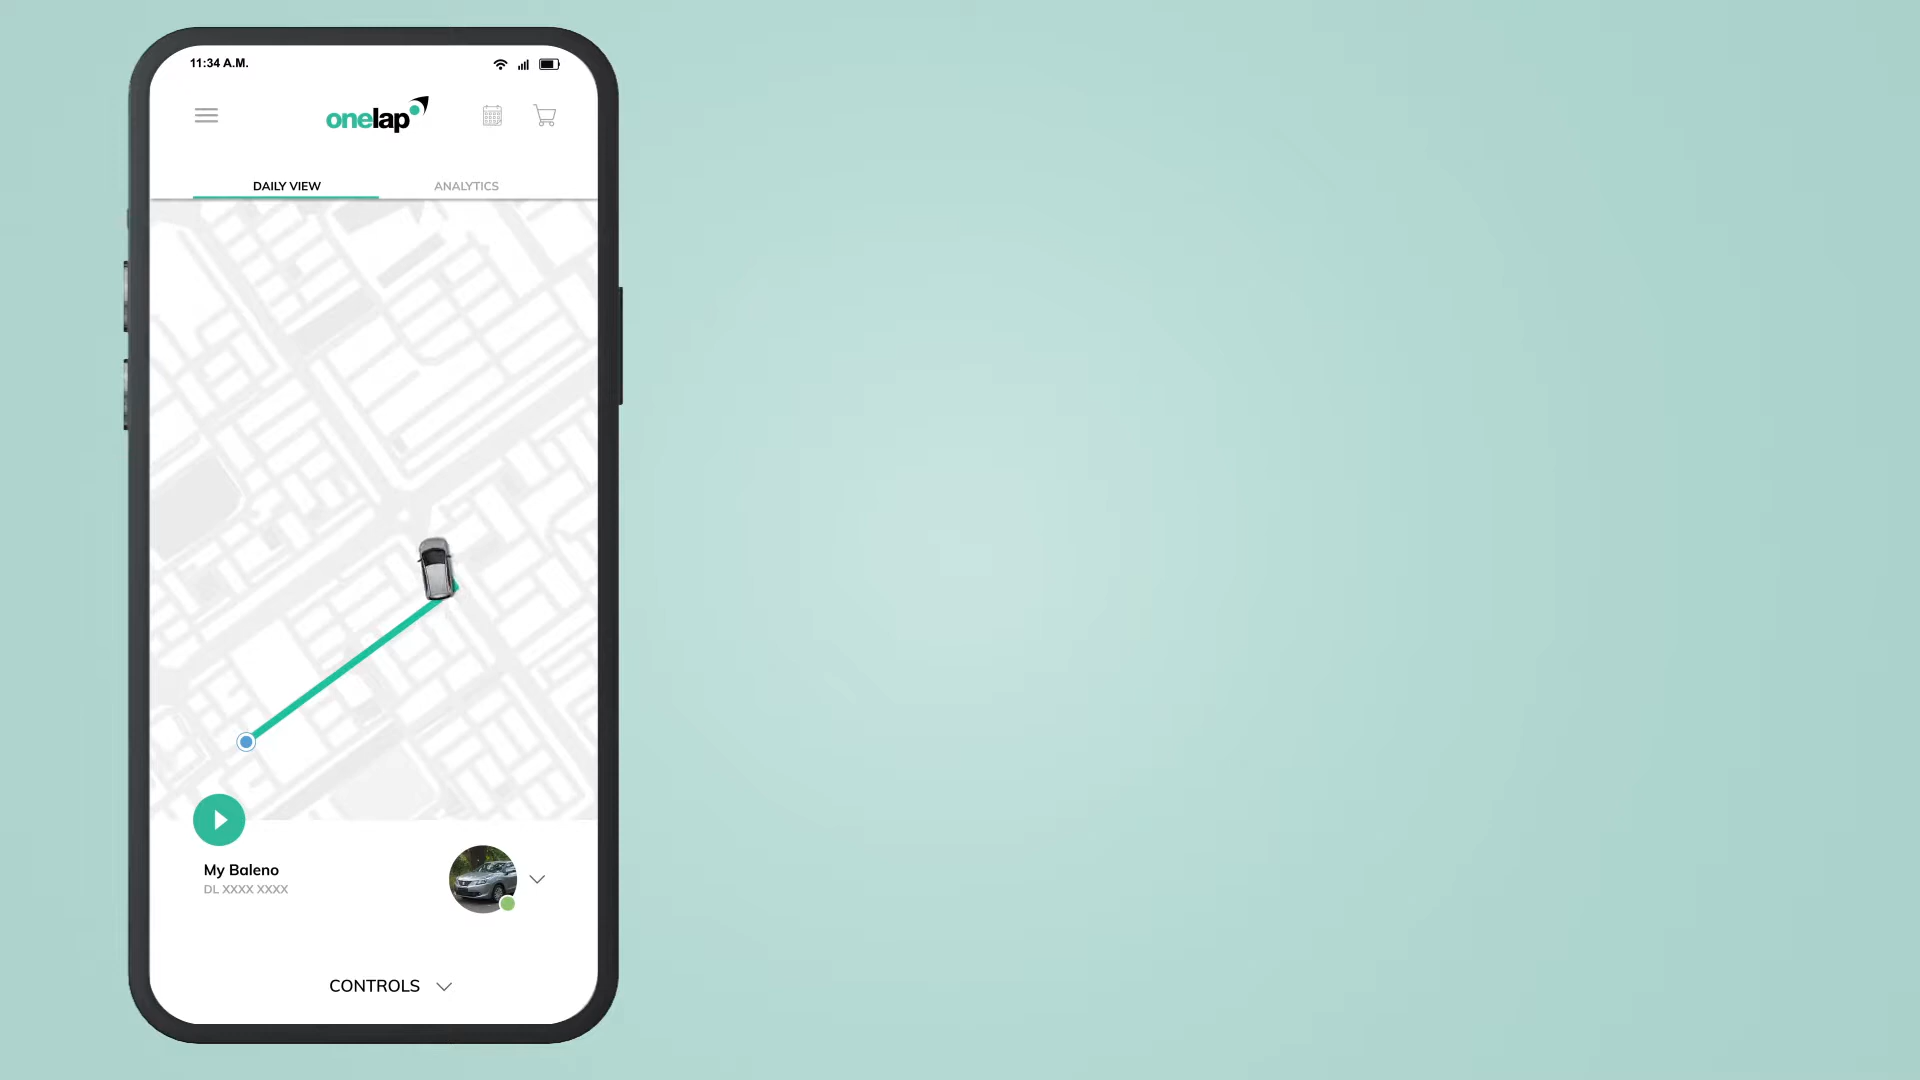 11:34 A.M.
onelap
DAILY VIEW
ANALYTICS
My Baleno
DL XXXX XXXX
CONTROLS